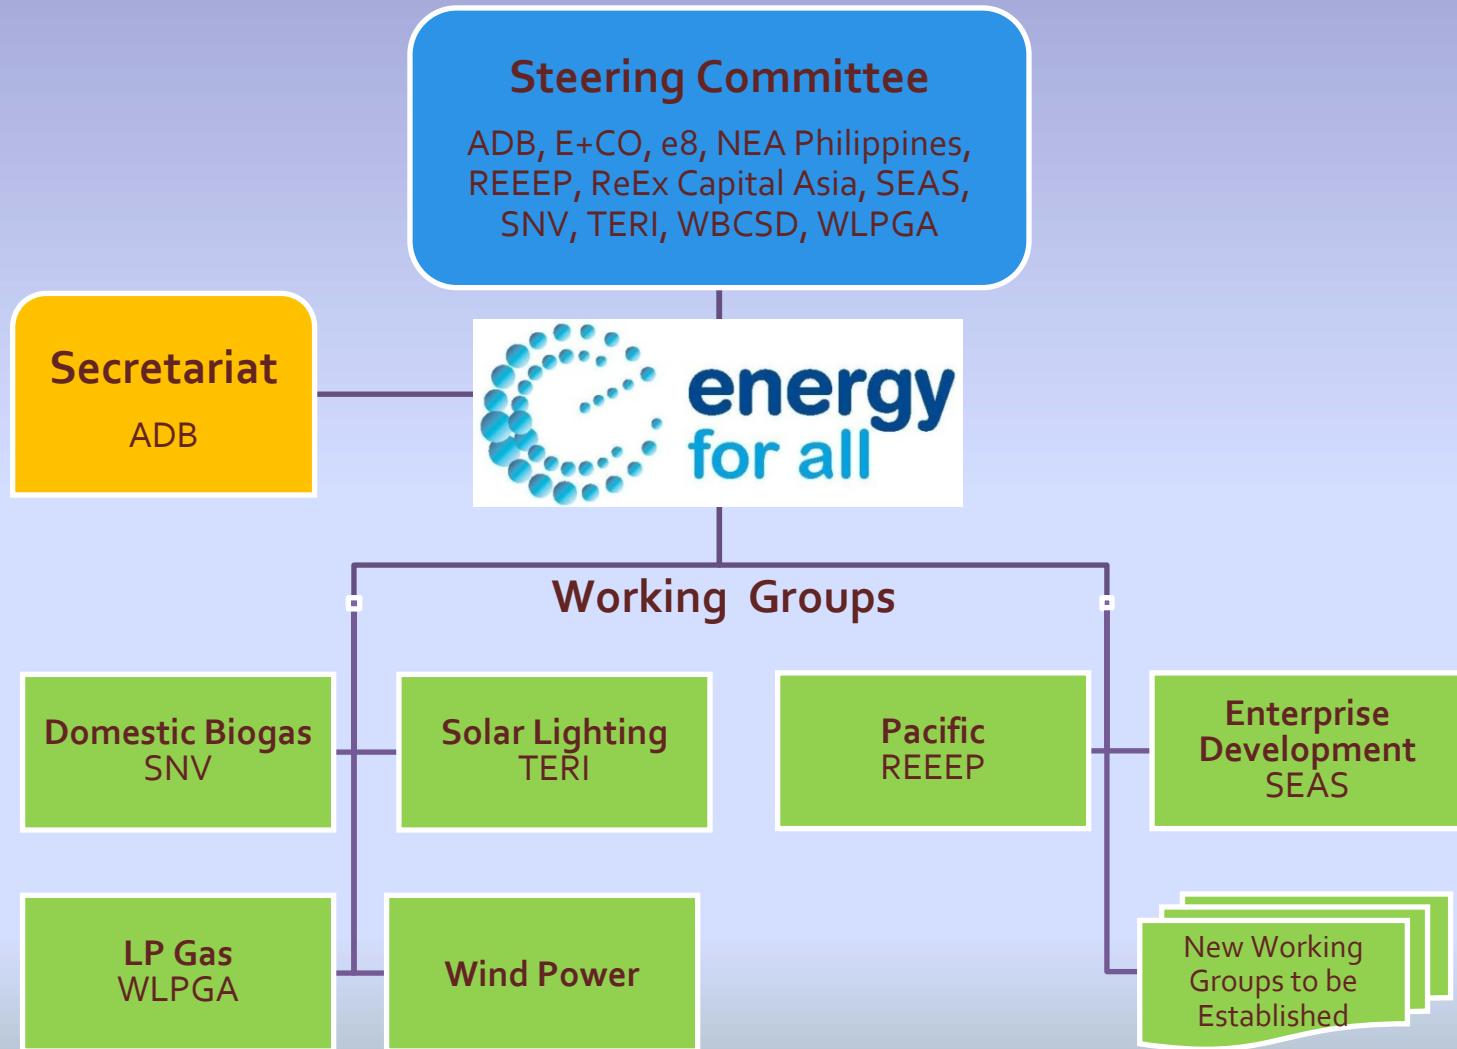 Steering Committee
ADB, E+CO, e8, NEA Philippines,
REEEP, ReEx Capital Asia, SEAS,
SNV, TERI, WBCSD, WLPGA
Secretariat
ADB
energy
for all
Working Groups
Domestic Biogas
SNV
Solar Lighting
TERI
Pacific
REEEP
Enterprise
Development
SEAS
LP Gas
WLPGA
Wind Power
New Working
Groups to be
Established